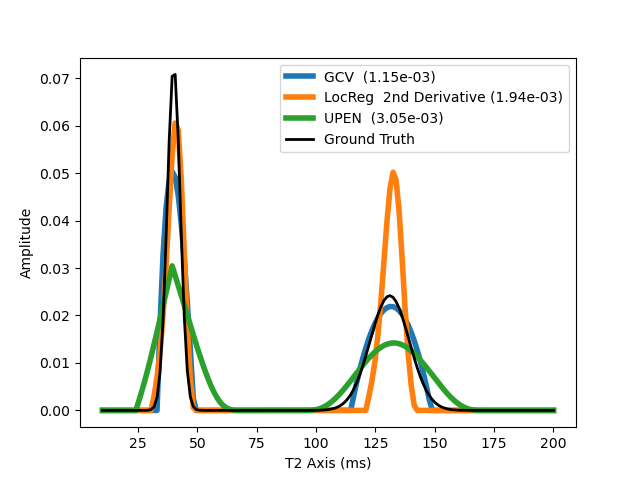 GCV (1.15e-03)
LocReg 2nd Derivative (1.94e-03)
UPEN (3.05e-03)
Ground Truth
Amplitude
0.07
0.06
0.05
0.04
0.03
0.02
0.01
0.00
25 50 75 100 125 150 175 200
T2 Axis (ms)